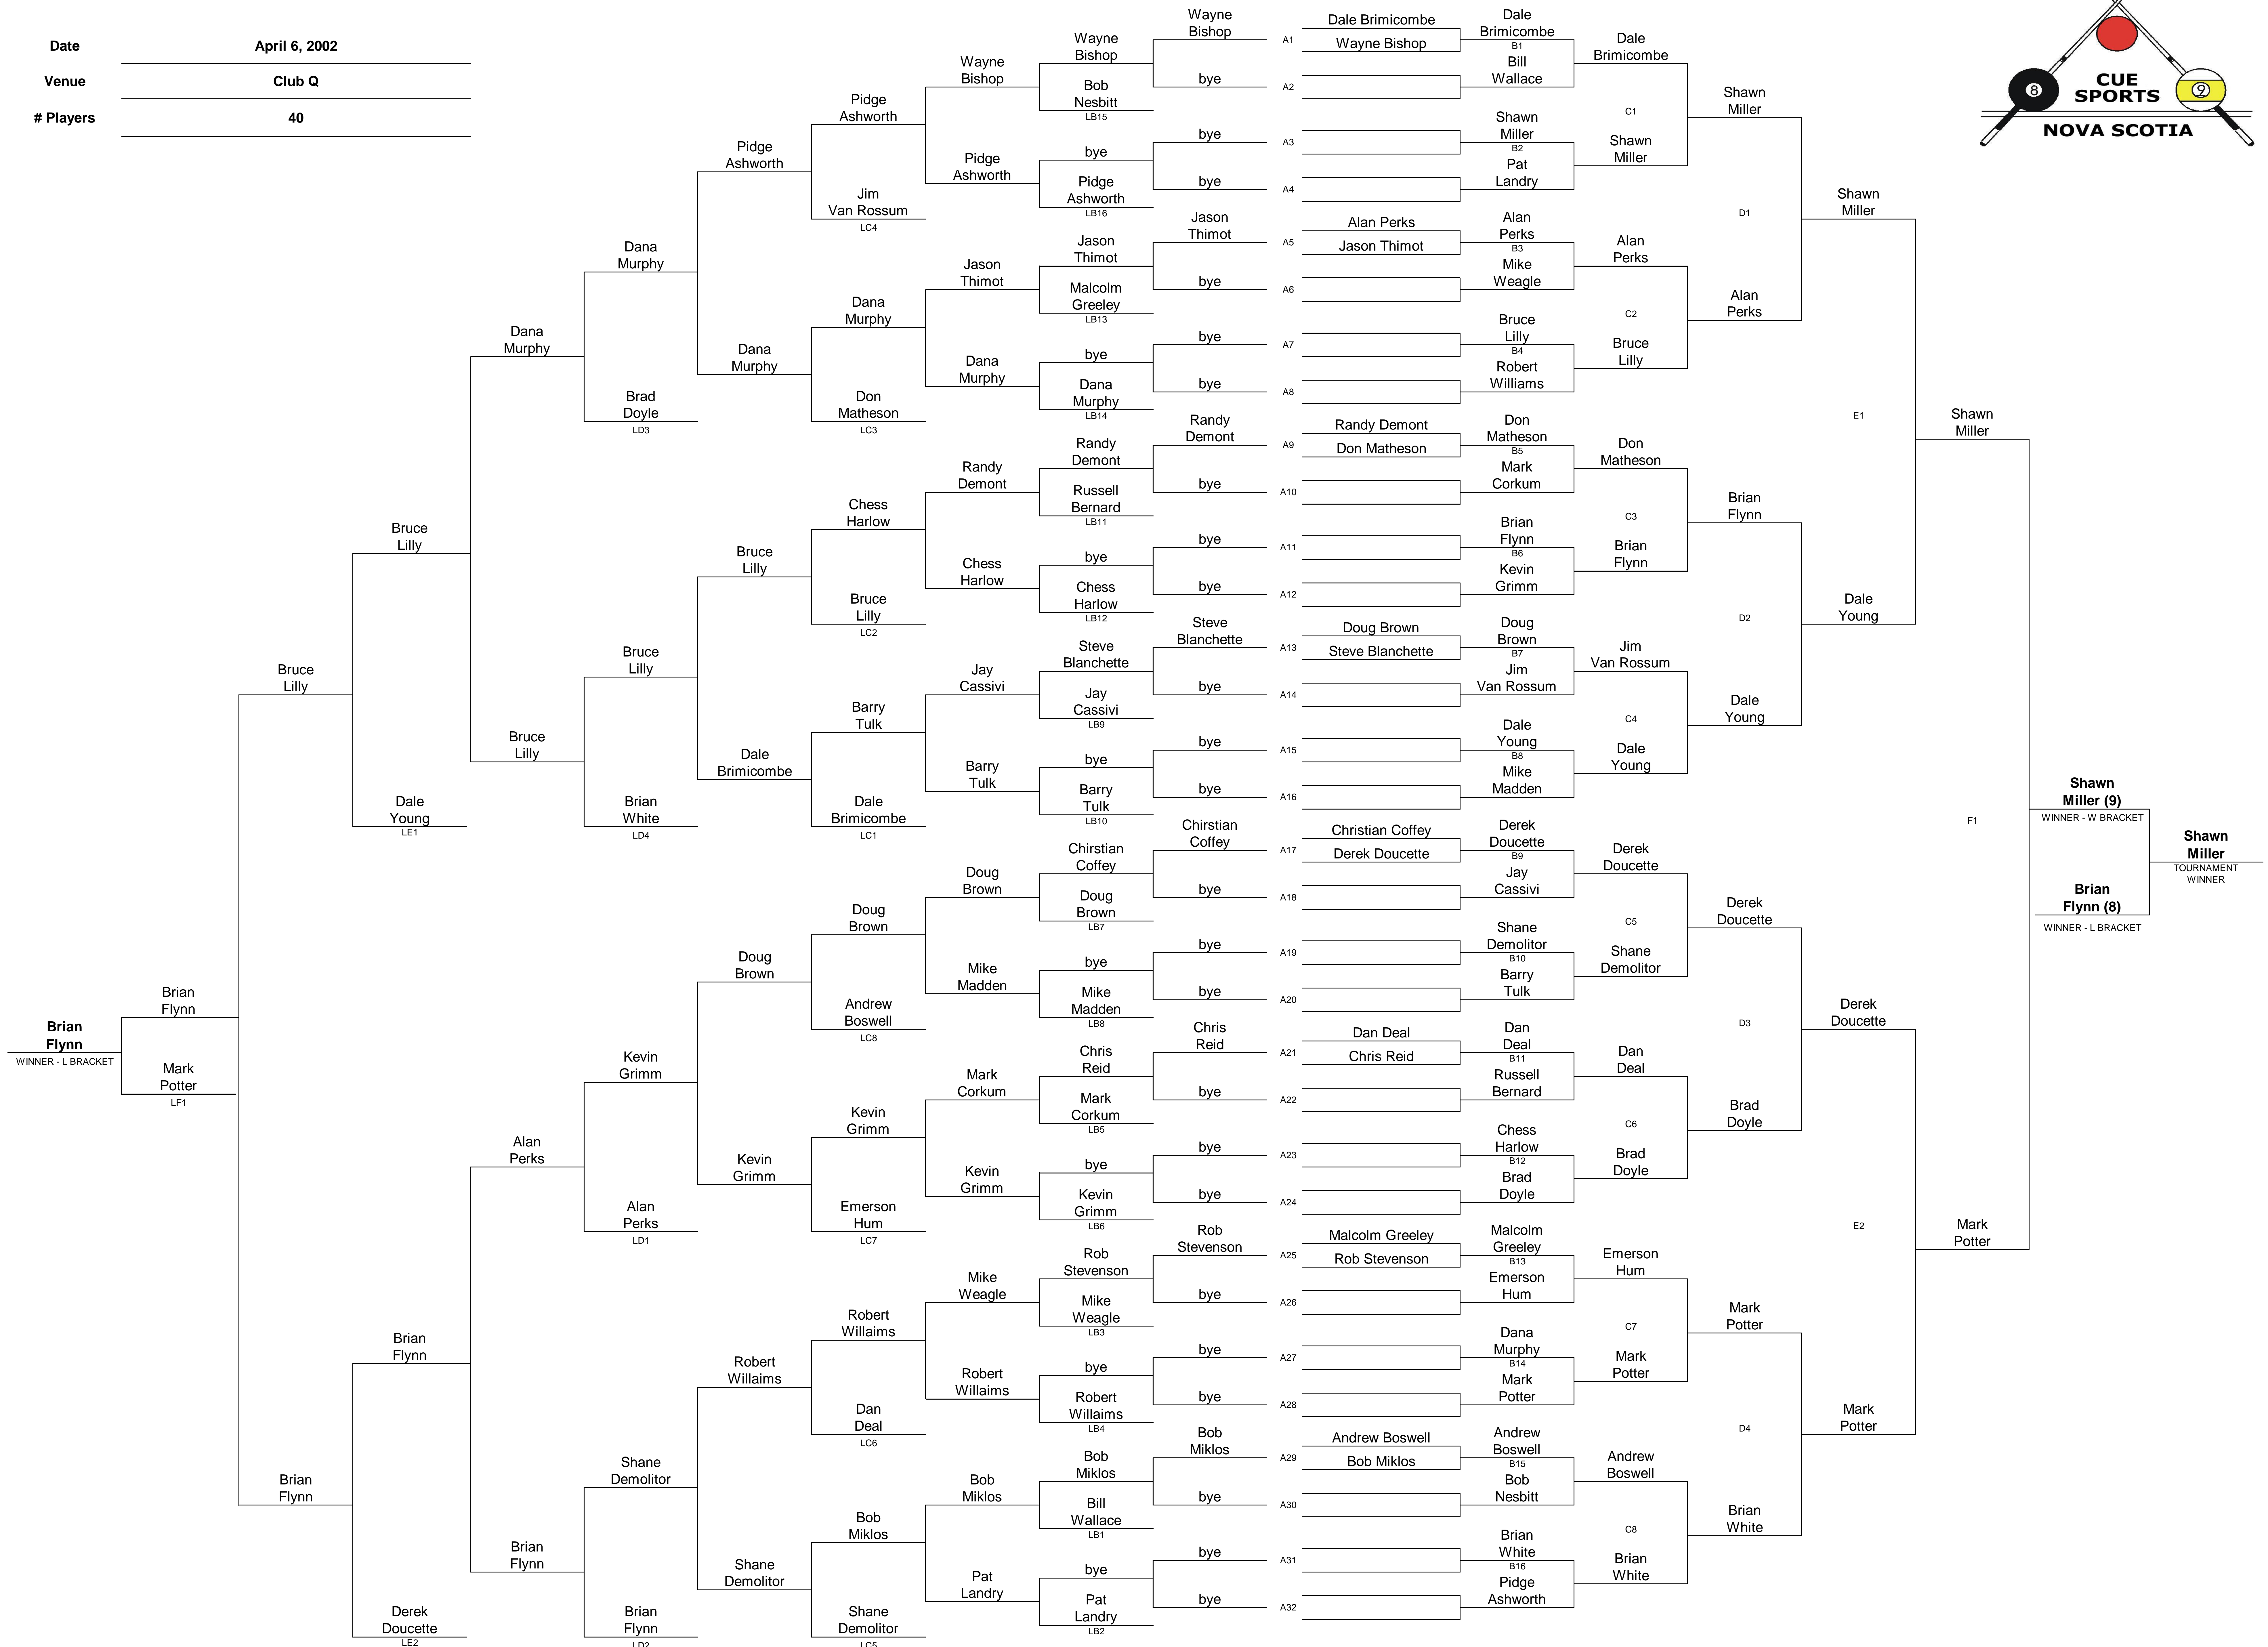 Date
April 6, 2002
Venue
Club Q
# Players
40
8
9
CUE
SPORTS
NOVA SCOTIA
Brian
Flynn
WINNER - L BRACKET
Brian
Flynn
Mark
Potter
LF1
Bruce
Lilly
Brian
Flynn
Bruce
Lilly
Dale
Young
LE1
Brian
Flynn
Derek
Doucette
LE2
Dana
Murphy
Bruce
Lilly
Alan
Perks
Brian
Flynn
Dana
Murphy
Brad
Doyle
LD3
Bruce
Lilly
Brian
White
LD4
Kevin
Grimm
Alan
Perks
LD1
Shane
Demolitor
Brian
Flynn
LD2
Pidge
Ashworth
Dana
Murphy
Bruce
Lilly
Dale
Brimicombe
Doug
Brown
Kevin
Grimm
Robert
Willaims
Shane
Demolitor
Pidge
Ashworth
Jim
Van Rossum
LC4
Dana
Murphy
Don
Matheson
LC3
Chess
Harlow
Bruce
Lilly
LC2
Barry
Tulk
Dale
Brimicombe
LC1
Doug
Brown
Andrew
Boswell
LC8
Kevin
Grimm
Emerson
Hum
LC7
Robert
Willaims
Dan
Deal
LC6
Bob
Miklos
Shane
Demolitor
LC5
Wayne
Bishop
Pidge
Ashworth
Jason
Thimot
Dana
Murphy
Randy
Demont
Chess
Harlow
Jay
Cassivi
Barry
Tulk
Doug
Brown
Mike
Madden
Mark
Corkum
Kevin
Grimm
Mike
Weagle
Robert
Willaims
Bob
Miklos
Pat
Landry
Wayne
Bishop
Bob
Nesbitt
LB15
bye
Pidge
Ashworth
LB16
Jason
Thimot
Malcolm
Greeley
LB13
bye
Dana
Murphy
LB14
Randy
Demont
Russell
Bernard
LB11
bye
Chess
Harlow
LB12
Steve
Blanchette
Jay
Cassivi
LB9
bye
Barry
Tulk
LB10
Chirstian
Coffey
Doug
Brown
LB7
bye
Mike
Madden
LB8
Chris
Reid
Mark
Corkum
LB5
bye
Kevin
Grimm
LB6
Rob
Stevenson
Mike
Weagle
LB3
bye
Robert
Willaims
LB4
Bob
Miklos
Bill
Wallace
LB1
bye
Pat
Landry
LB2
Wayne
Bishop
bye
bye
bye
Jason
Thimot
bye
bye
bye
Randy
Demont
bye
bye
bye
Steve
Blanchette
bye
bye
bye
Chirstian
Coffey
bye
bye
bye
Chris
Reid
bye
bye
bye
Rob
Stevenson
bye
bye
bye
Bob
Miklos
bye
bye
bye
A1
A2
A3
A4
A5
A6
A7
A8
A9
A10
A11
A12
A13
A14
A15
A16
A17
A18
A19
A20
A21
A22
A23
A24
A25
A26
A27
A28
A29
A30
A31
A32
Dale Brimicombe
Wayne Bishop
Alan Perks
Jason Thimot
Randy Demont
Don Matheson
Doug Brown
Steve Blanchette
Christian Coffey
Derek Doucette
Dan Deal
Chris Reid
Malcolm Greeley
Rob Stevenson
Andrew Boswell
Bob Miklos
Dale
Brimicombe
B1
Bill
Wallace
Shawn
Miller
B2
Pat
Landry
Alan
Perks
B3
Mike
Weagle
Bruce
Lilly
B4
Robert
Williams
Don
Matheson
B5
Mark
Corkum
Brian
Flynn
B6
Kevin
Grimm
Doug
Brown
B7
Jim
Van Rossum
Dale
Young
B8
Mike
Madden
Derek
Doucette
B9
Jay
Cassivi
Shane
Demolitor
B10
Barry
Tulk
Dan
Deal
B11
Russell
Bernard
Chess
Harlow
B12
Brad
Doyle
Malcolm
Greeley
B13
Emerson
Hum
Dana
Murphy
B14
Mark
Potter
Andrew
Boswell
B15
Bob
Nesbitt
Brian
White
B16
Pidge
Ashworth
Dale
Brimicombe
C1
Shawn
Miller
Alan
Perks
C2
Bruce
Lilly
Don
Matheson
C3
Brian
Flynn
Jim
Van Rossum
C4
Dale
Young
Derek
Doucette
C5
Shane
Demolitor
Dan
Deal
C6
Brad
Doyle
Emerson
Hum
C7
Mark
Potter
Andrew
Boswell
C8
Brian
White
Shawn
Miller
D1
Alan
Perks
Brian
Flynn
D2
Dale
Young
Derek
Doucette
D3
Brad
Doyle
Mark
Potter
D4
Brian
White
Shawn
Miller
E1
Dale
Young
Derek
Doucette
E2
Mark
Potter
Shawn
Miller
F1
Mark
Potter
Shawn
Miller (9)
WINNER - W BRACKET
Brian
Flynn (8)
WINNER - L BRACKET
Shawn
Miller
TOURNAMENT
WINNER